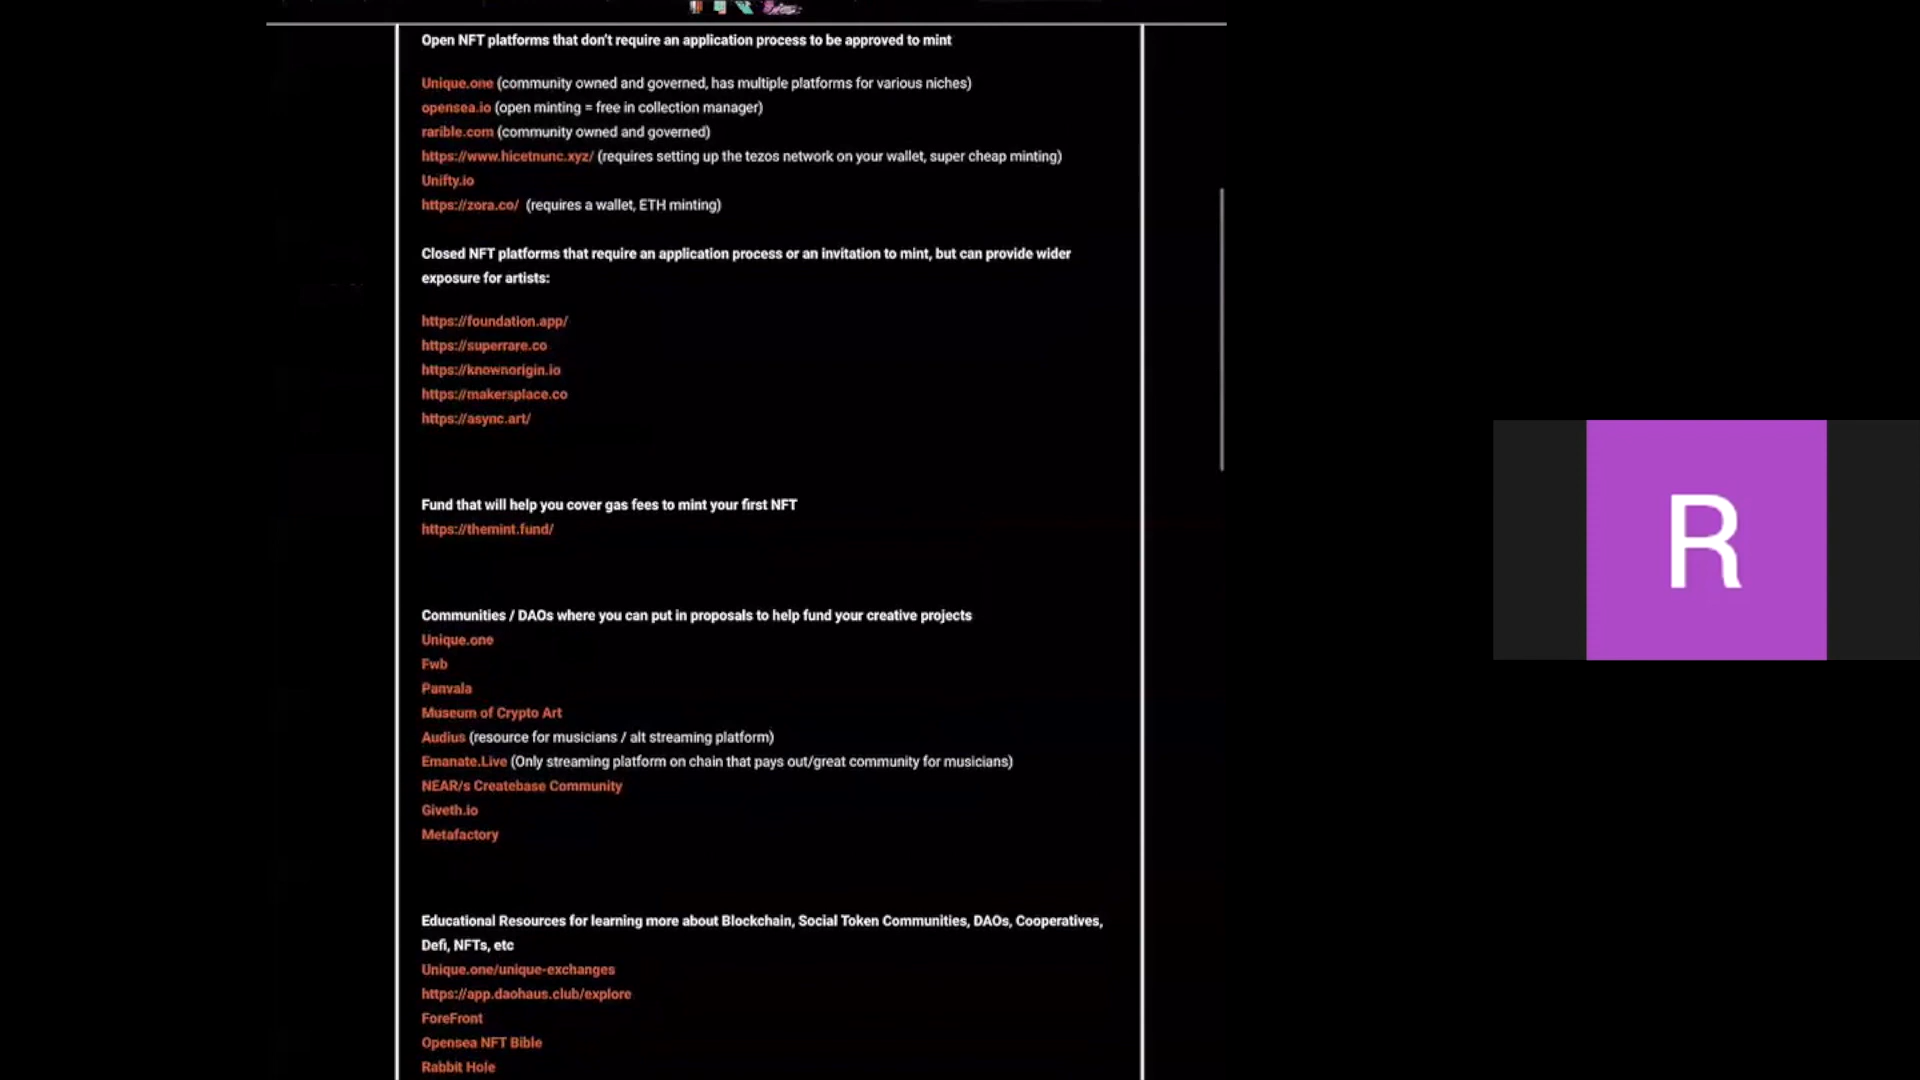 Open NFT platforms that don't require an application process to be approved to mint
Unique.one (community owned and governed, has multiple platforms for various niches)
opensea.io (open minting = free in collection manager)
rarible.com (community owned and governed)
https://www.hicetnunc.xyz/ (requires setting up the tezos network on your wallet, super cheap minting)
Unifty.io
https://zora.co/ (requires a wallet, ETH minting)
Closed NFT platforms that require an application process or an invitation to mint, but can provide wider
exposure for artists:
https://foundation.app/
https://superrare.co
https://knownorigin.io
https://makersplace.co
https://async.art/
Fund that will help you cover gas fees to mint your first NFT
https://themint.fund/
Communities / DAOs where you can put in proposals to help fund your creative projects
Unique.one
Fwb
Panvala
Museum of Crypto Art
Audius (resource for musicians / alt streaming platform)
Emanate.Live (Only streaming platform on chain that pays out/great community for musicians)
NEAR/s Createbase Community
Giveth.io
Metafactory
Educational Resources for learning more about Blockchain, Social Token Communities, DAOs, Cooperatives,
Defi, NFTs, etc
Unique.one/unique-exchanges
https://app.daohaus.club/explore
ForeFront
Opensea NFT Bible
Rabbit Hole
R